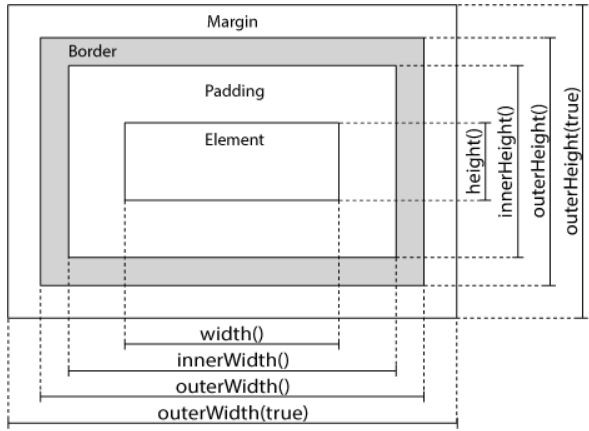 Margin
Border
Padding
Element
height()
innerHeight()
outerHeight()
outerHeight(true)
width()
innerWidth()
outerWidth()
outerWidth(true)